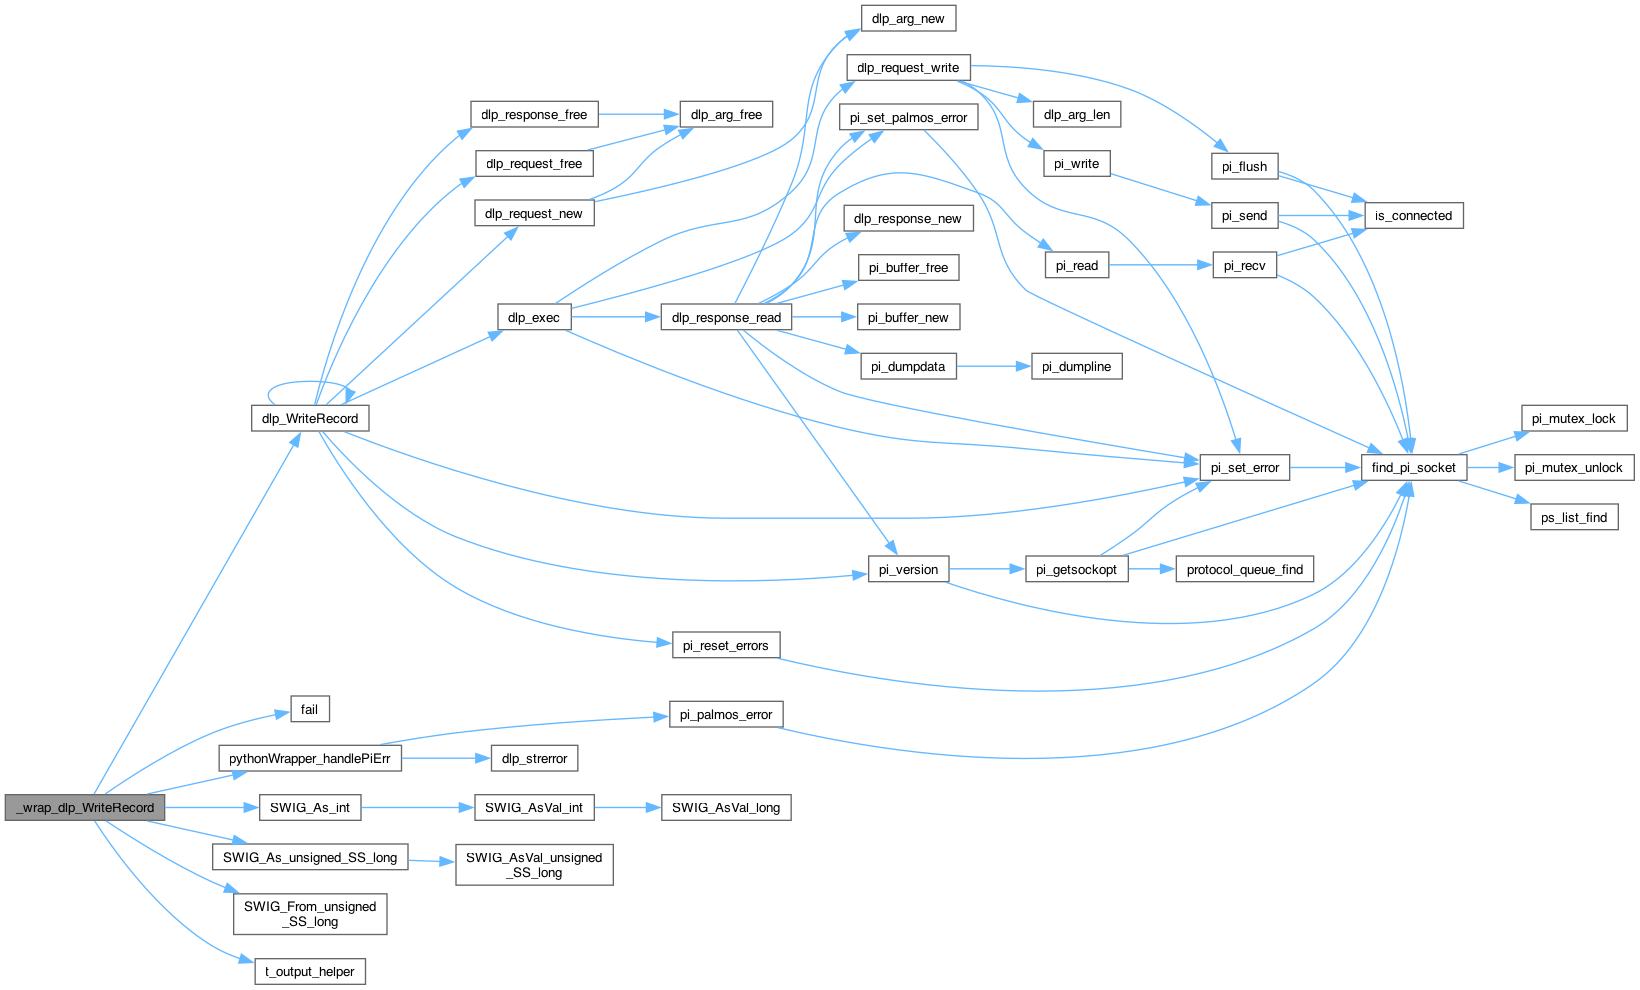 dlp_arg_new
dlp_request_write
dlp_response_free
dlp_arg_free
pi_set_palmos_error
dlp_arg_len
dlp_request_free
pi_write
pi_flush
dlp_request_new
dlp_response_new
pi_send
is_connected
pi_buffer_free
pi_read
pi_recv
dlp_exec
dlp_response_read
pi_buffer_new
pi_dumpdata
pi_dumpline
dlp_WriteRecord
pi_mutex_lock
pi_set_error
find_pi_socket
pi_mutex_unlock
ps_list_find
pi_version
pi_getsockopt
protocol_queue_find
pi_reset_errors
fail
pi_palmos_error
pythonWrapper_handlePiErr
dlp_strerror
_wrap_dlp_WriteRecord
SWIG_As_int
SWIG_AsVal_int
SWIG_AsVal_long
SWIG_As_unsigned_SS_long
SWIG_AsVal_unsigned
_SS_long
SWIG_From_unsigned
_SS_long
t_output_helper